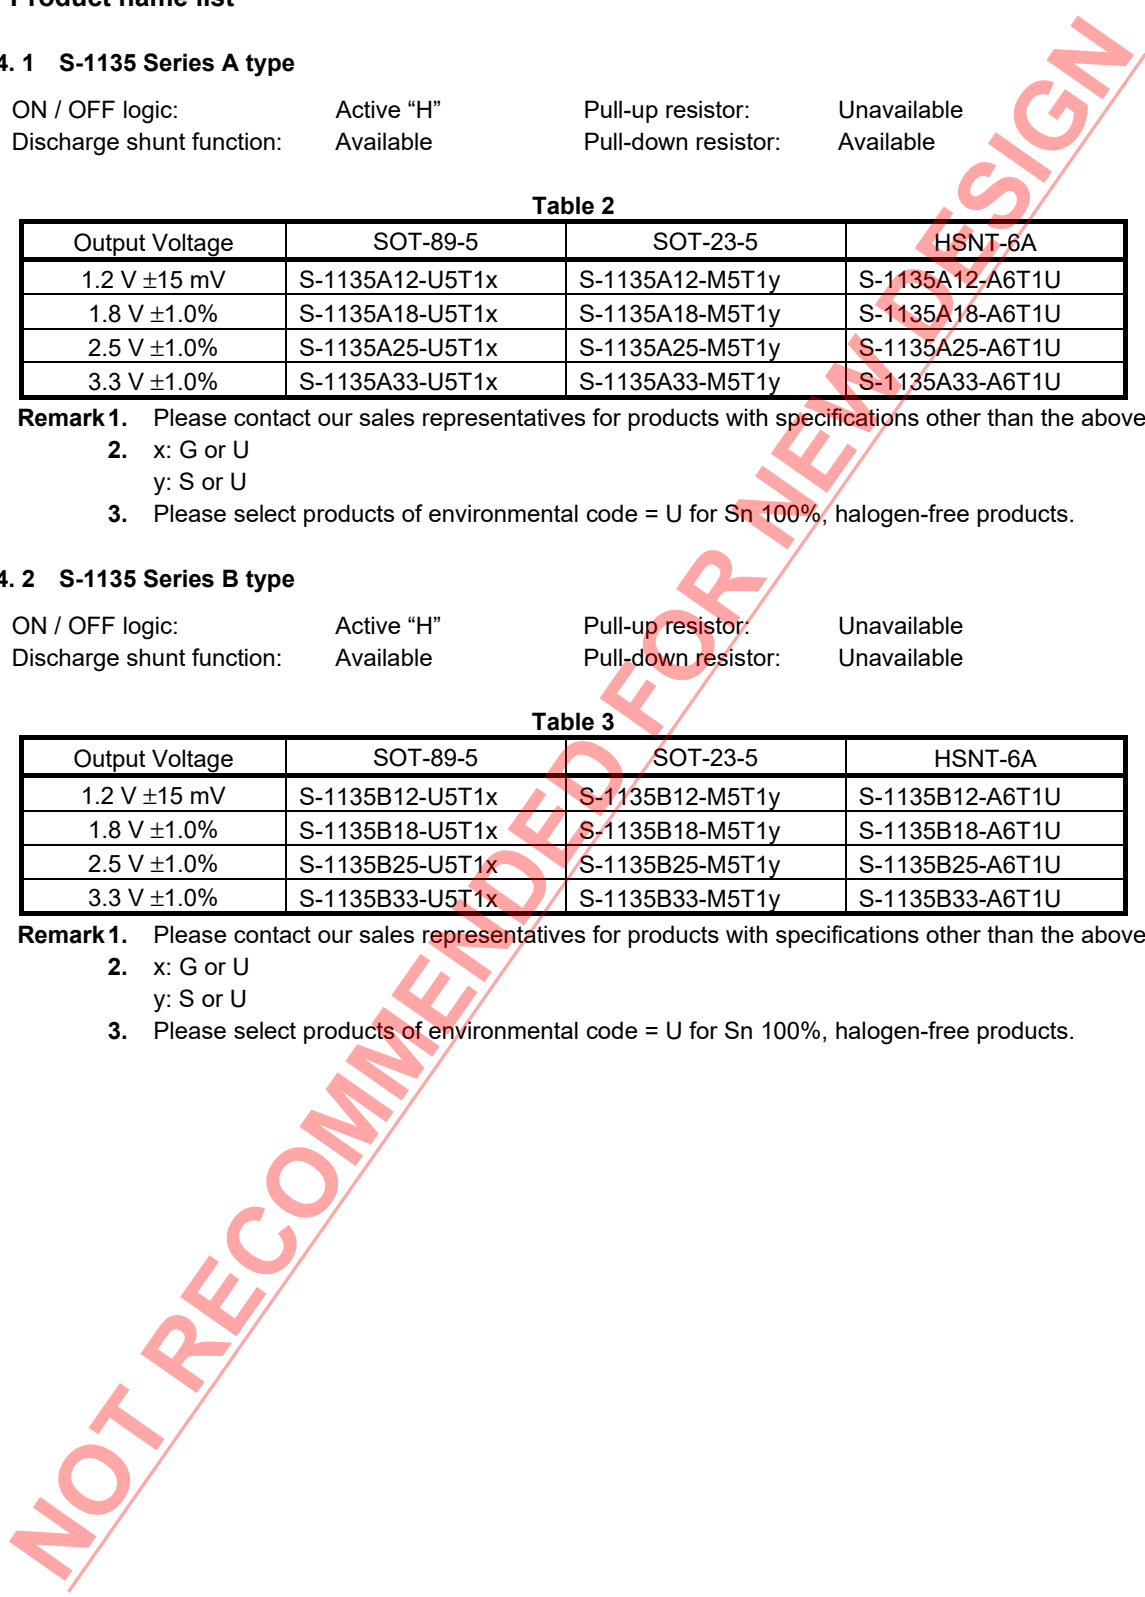 Product name list
4. 1 S-1135 Series A type
ON / OFF logic: Active “H” Pull-up resistor: Unavailable
Discharge shunt function: Available Pull-down resistor: Available
Table 2
Output Voltage SOT-89-5 SOT-23-5 HSNT-6A
1.2 V ±15 mV S-1135A12-U5T1x S-1135A12-M5T1y S-1135A12-A6T1U
1.8 V ±1.0% S-1135A18-U5T1x S-1135A18-M5T1y S-1135A18-A6T1U
2.5 V ±1.0% S-1135A25-U5T1x S-1135A25-M5T1y S-1135A25-A6T1U
3.3 V ±1.0% S-1135A33-U5T1x S-1135A33-M5T1y S-1135A33-A6T1U
Remark 1. Please contact our sales representatives for products with specifications other than the above
2. x: G or U
y: S or U
3. Please select products of environmental code = U for Sn 100%, halogen-free products.
4. 2 S-1135 Series B type
ON / OFF logic: Active “H” Pull-up resistor: Unavailable
Discharge shunt function: Available Pull-down resistor: Unavailable
Table 3
Output Voltage SOT-89-5 SOT-23-5 HSNT-6A
1.2 V ±15 mV S-1135B12-U5T1x S-1135B12-M5T1y S-1135B12-A6T1U
1.8 V ±1.0% S-1135B18-U5T1x S-1135B18-M5T1y S-1135B18-A6T1U
2.5 V ±1.0% S-1135B25-U5T1x S-1135B25-M5T1y S-1135B25-A6T1U
3.3 V ±1.0% S-1135B33-U5T1x S-1135B33-M5T1y S-1135B33-A6T1U
Remark 1. Please contact our sales representatives for products with specifications other than the above
2. x: G or U
y: S or U
3. Please select products of environmental code = U for Sn 100%, halogen-free products.
NOT RECOMMENDED FOR NEW DESIGN